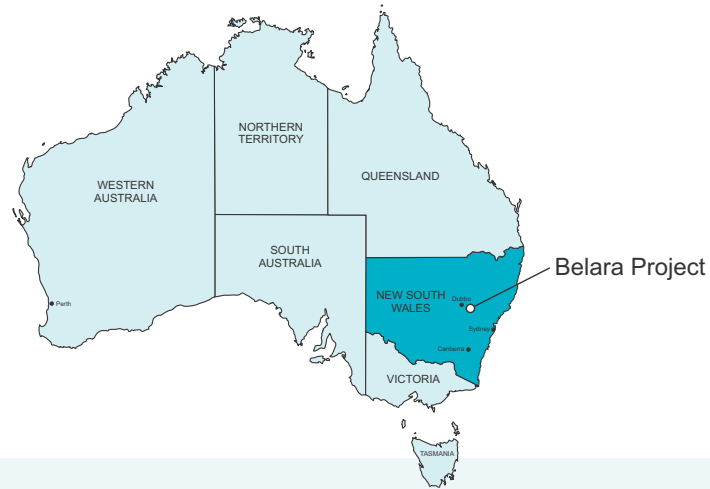 NORTHERN
TERRITORY
QUEENSLAND
WESTERN
AUSTRALIA
SOUTH
AUSTRALIA
Belara Project
NEW SOUTH
WALES
Dubbo
Perth
Sydney
Canberra
VICTORIA
TASMANIA